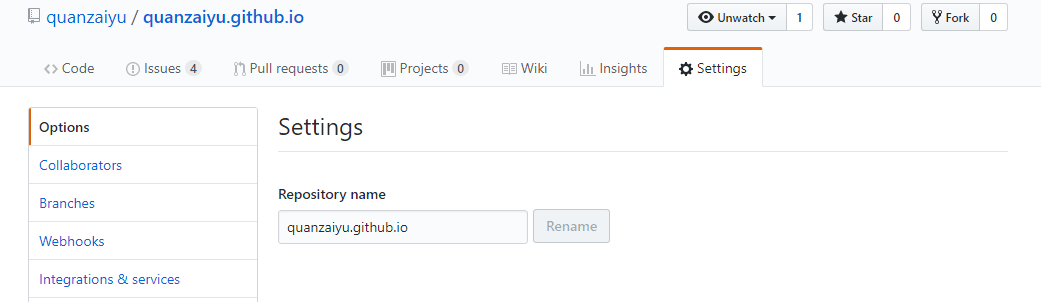 quanzaiyu / quanzaiyu.github.io Unwatch 1 Star 0 Fork 0
Code Issues 4 Pull requests 0 Projects 0 Wiki Insights Settings
Options
Collaborators
Branches
Webhooks
Integrations & services
Settings
Repository name
quanzaiyu.github.io Rename